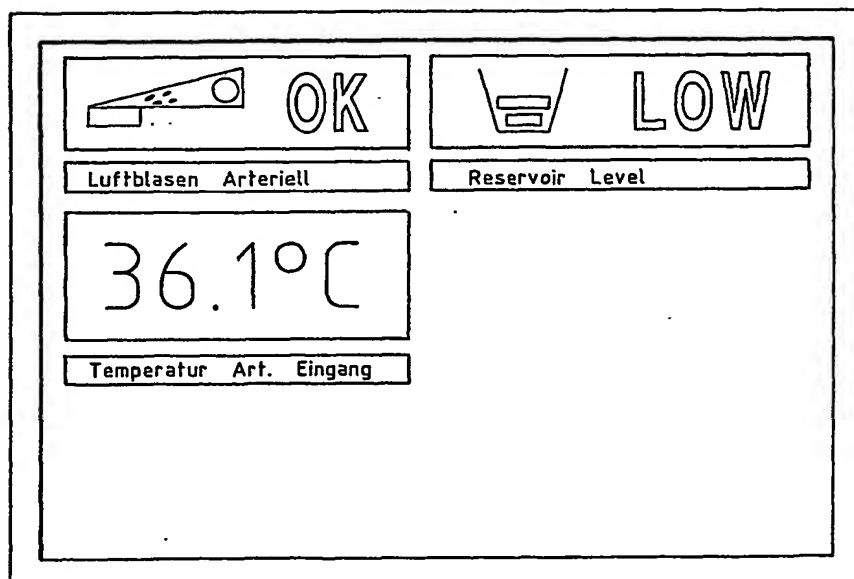 OK
LOW
Luftblasen Arteriell
Reservoir Level
36.1°C
Temperatur Art. Eingang